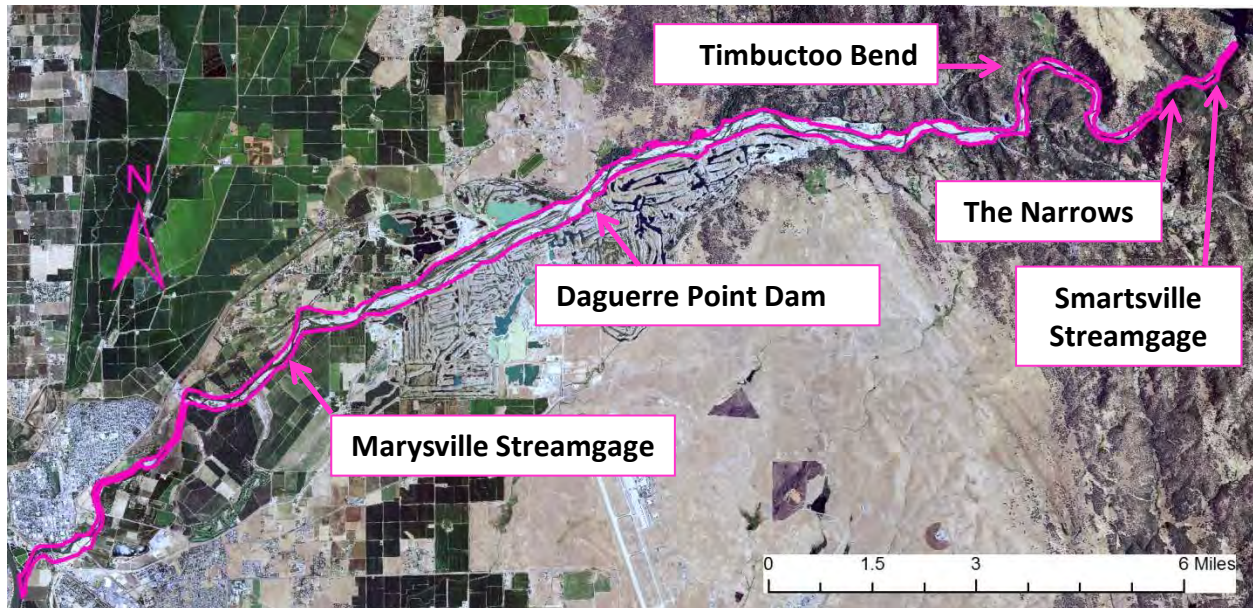 Timbuctoo Bend
N
The Narrows
Daguerre Point Dam
Smartsville
Streamgage
Marysville Streamgage
0 1.5 3 6 Miles